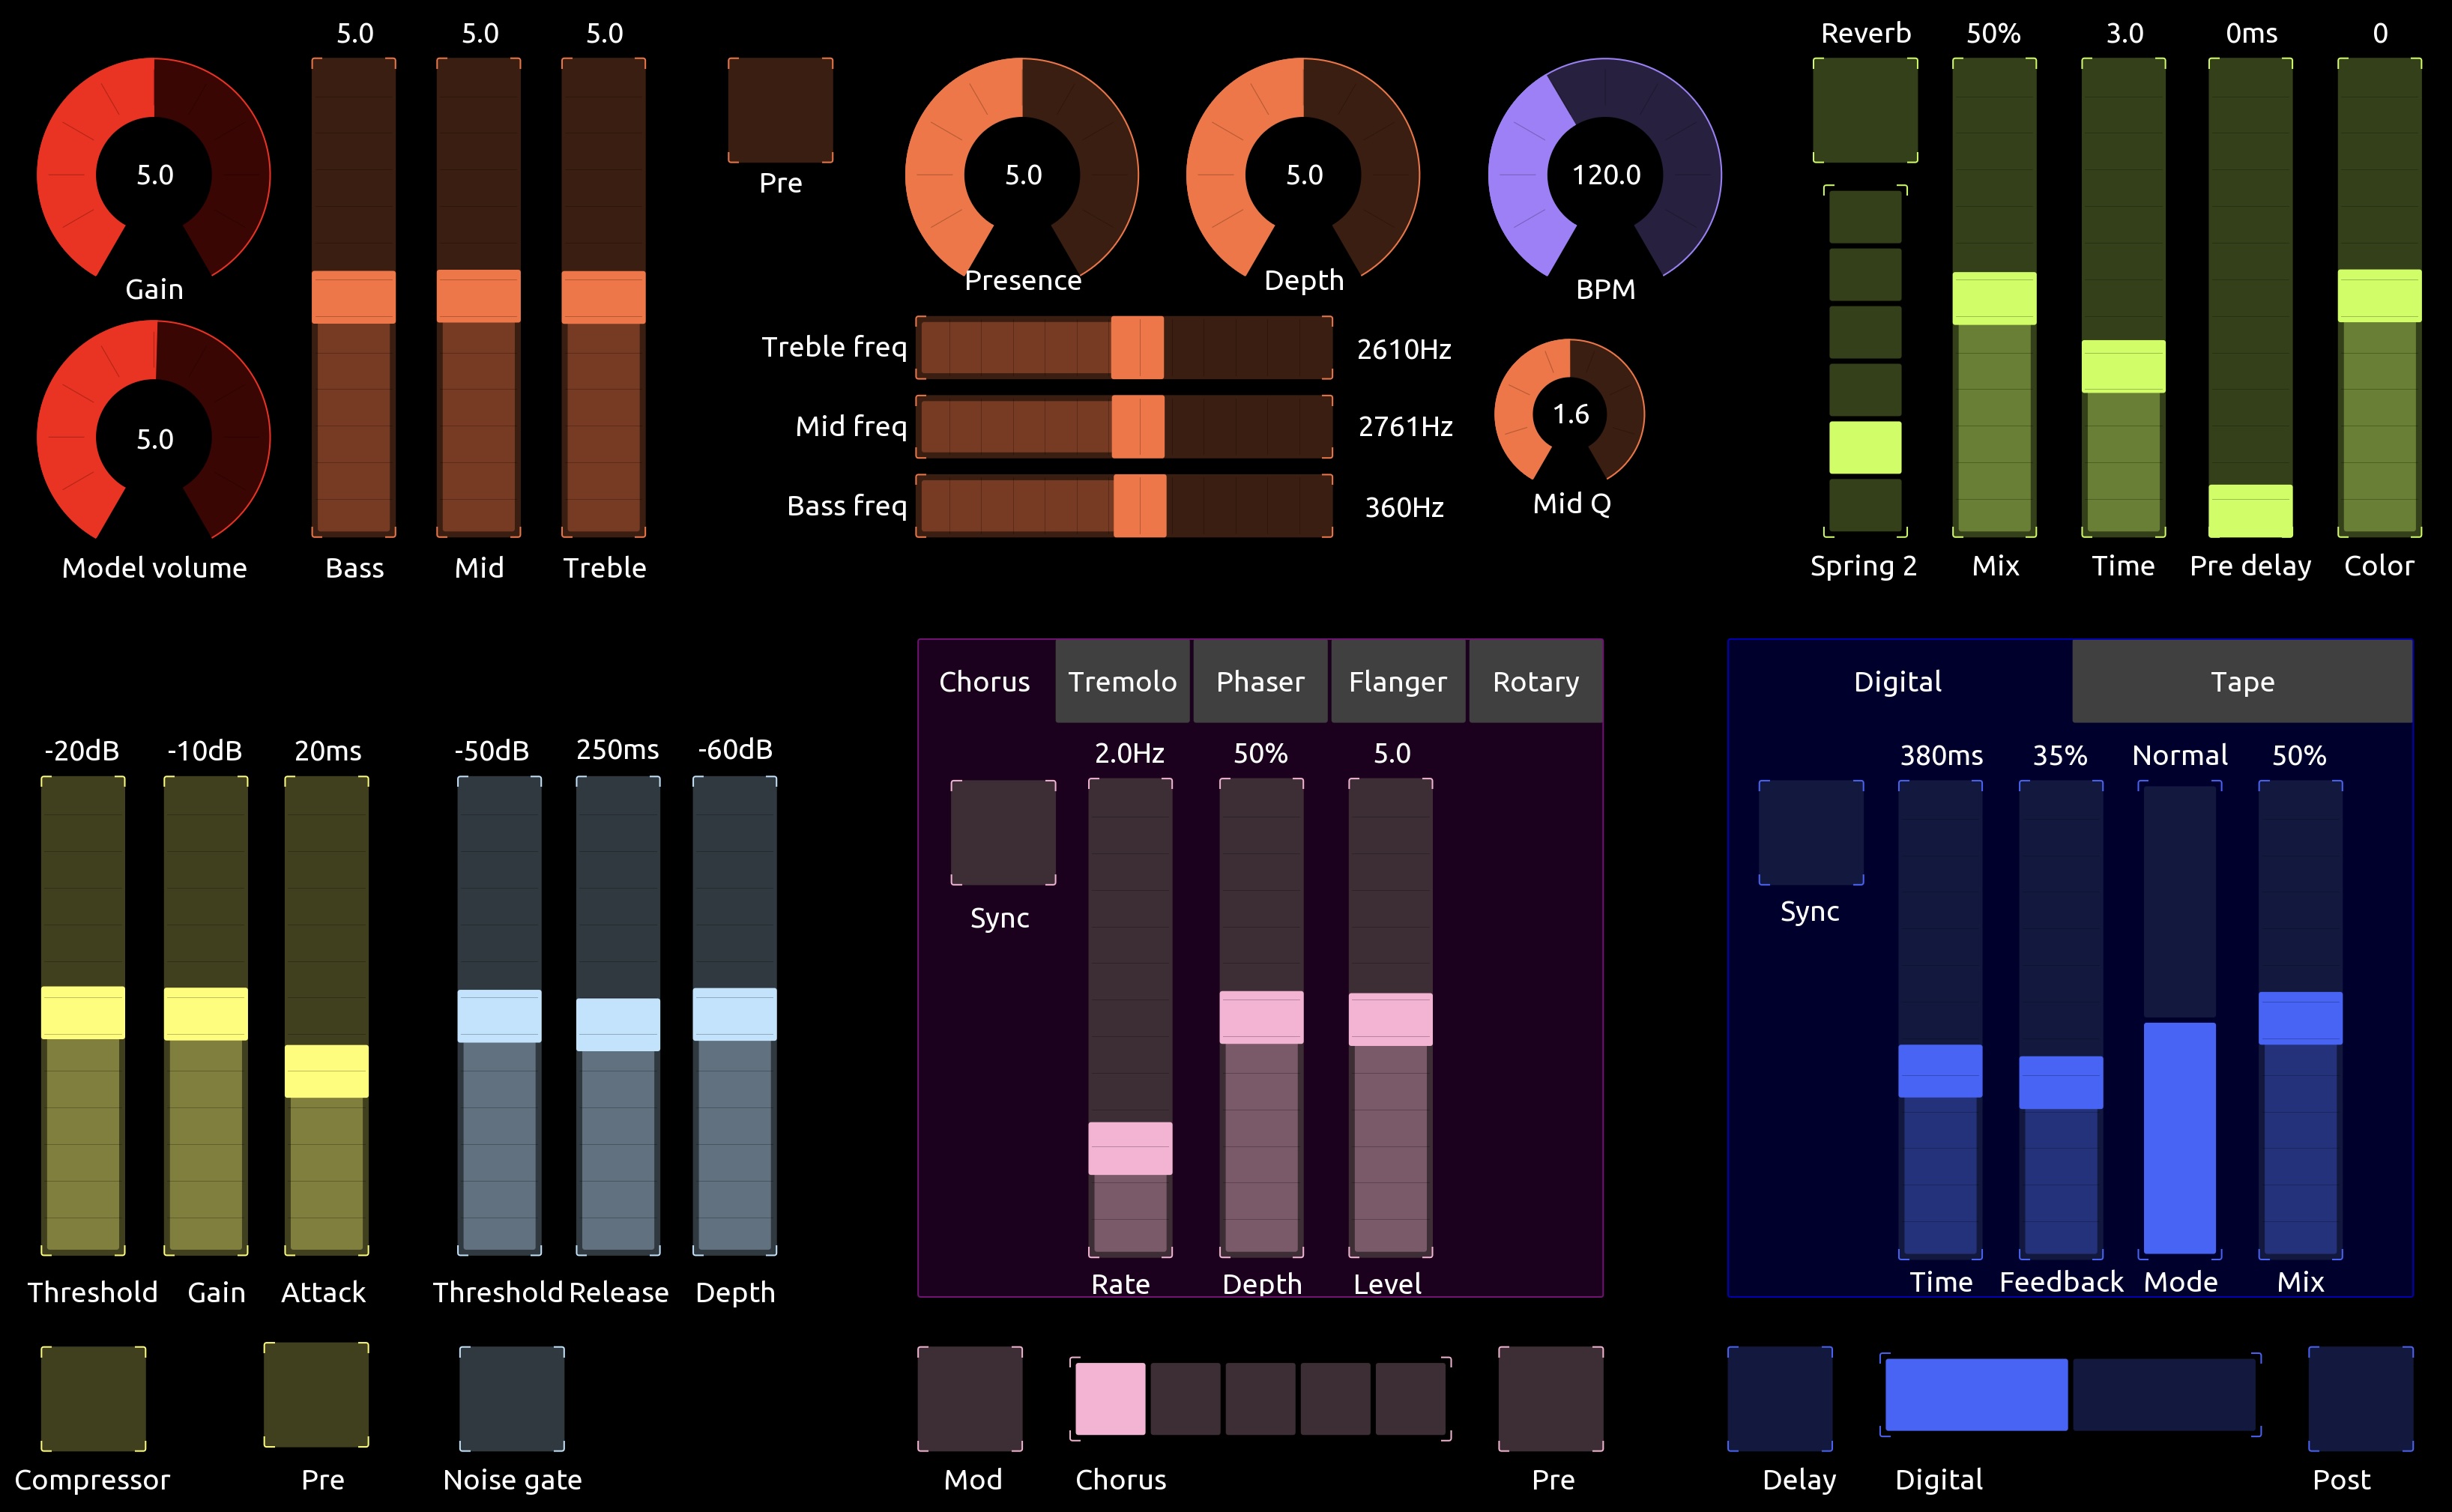 5.0 5.0 5.0
Reverb 50% 3.0 0ms 0
5.0
Pre
5.0
5.0
120.0
Gain
Presence
Depth
BPM
Treble freq 2610Hz
Mid freq 2761Hz
Bass freq 360Hz
1.6
Mid Q
5.0
Model volume Bass Mid Treble
Spring 2 Mix Time Pre delay Color
Chorus Tremolo Phaser Flanger Rotary
Digital Tape
-20dB -10dB 20ms -50dB 250ms -60dB
2.0Hz 50% 5.0
380ms 35% Normal 50%
Sync
Sync
Threshold Gain Attack Threshold Release Depth
Rate Depth Level
Time Feedback Mode Mix
Compressor Pre Noise gate
Mod Chorus Pre
Delay Digital Post